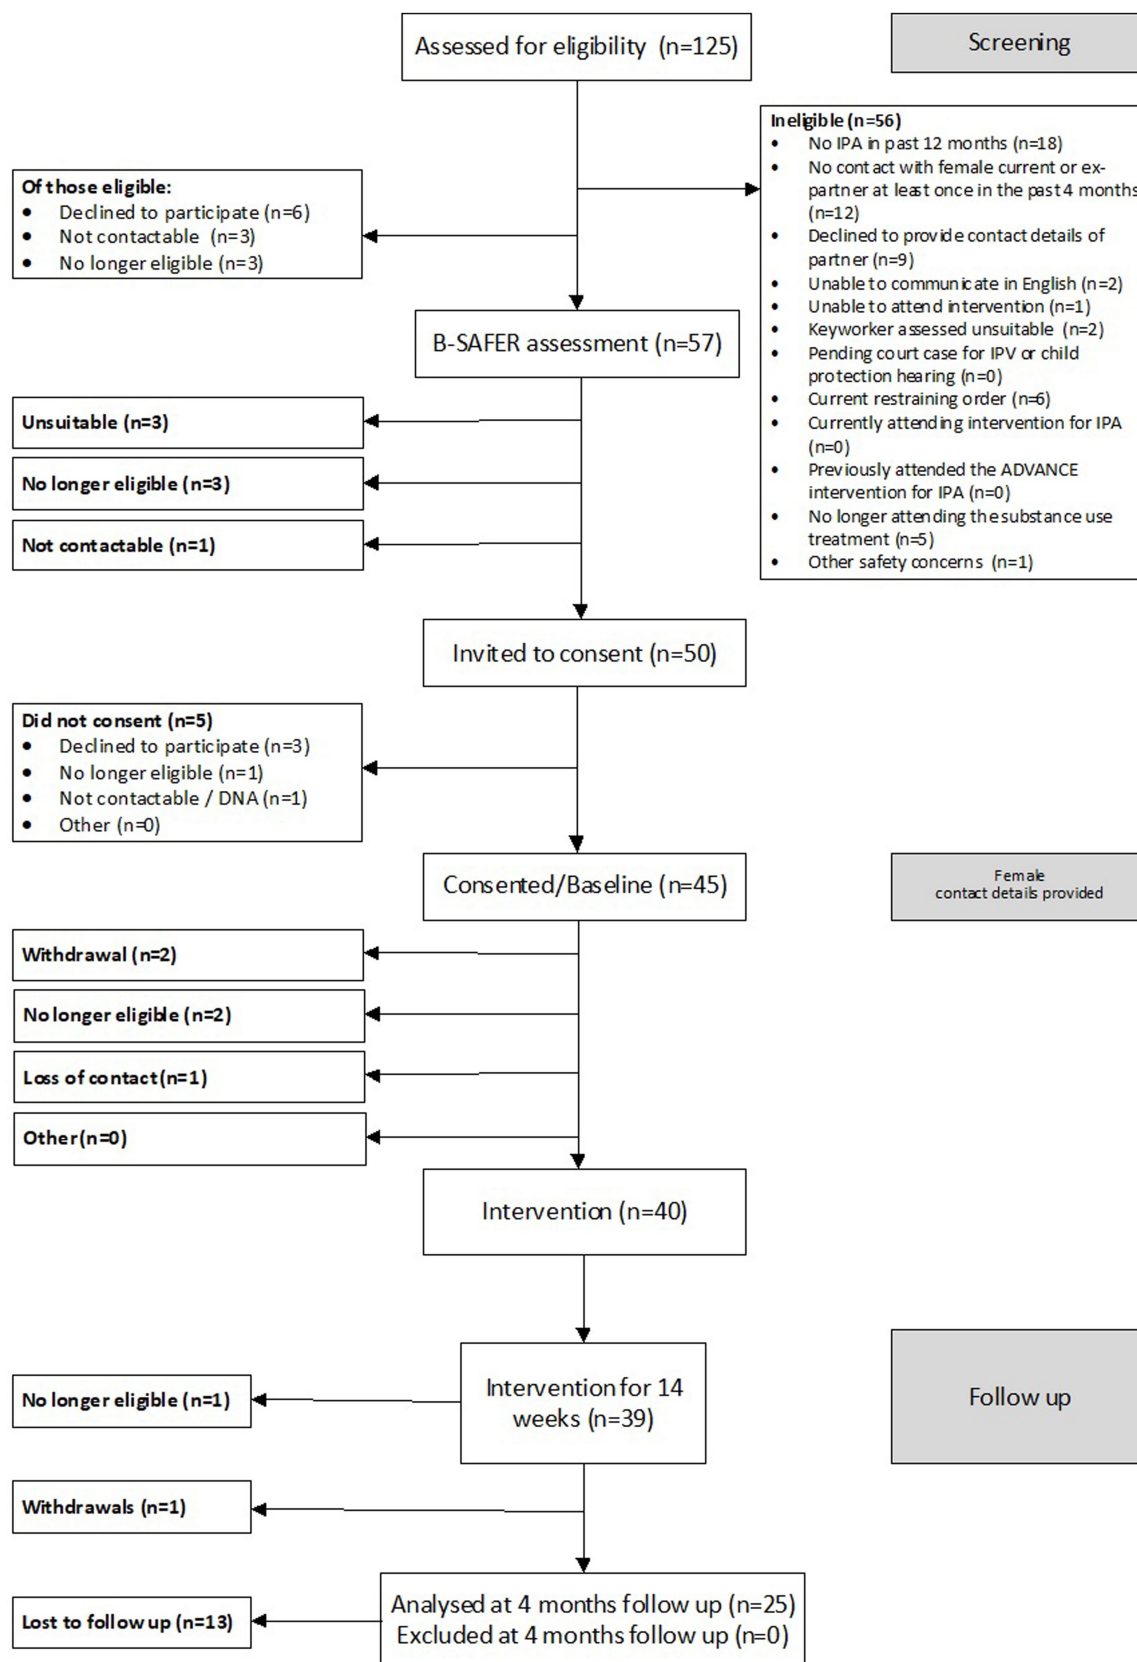 Assessed for eligibility (n=125)
Screening
Ineligible (n=56)
• No IPA in past 12 months (n=18)
• No contact with female current or ex-
partner at least once in the past 4 months
(n=12)
• Declined to provide contact details of
partner (n=9)
• Unable to communicate in English (n=2)
• Unable to attend intervention (n=1)
• Keyworker assessed unsuitable (n=2)
• Pending court case for IPV or child
protection hearing (n=0)
• Current restraining order (n=6)
• Currently attending intervention for IPA
(n=0)
• Previously attended the ADVANCE
intervention for IPA (n=0)
• No longer attending the substance use
treatment (n=5)
• Other safety concerns (n=1)
Of those eligible:
• Declined to participate (n=6)
• Not contactable (n=3)
• No longer eligible (n=3)
B-SAFER assessment (n=57)
Unsuitable (n=3)
No longer eligible (n=3)
Not contactable (n=1)
Invited to consent (n=50)
Did not consent (n=5)
• Declined to participate (n=3)
• No longer eligible (n=1)
• Not contactable / DNA (n=1)
• Other (n=0)
Consented/Baseline (n=45)
Female
contact details provided
Withdrawal (n=2)
No longer eligible (n=2)
Loss of contact (n=1)
Other (n=0)
Intervention (n=40)
Intervention for 14
weeks (n=39)
Follow up
No longer eligible (n=1)
Withdrawals (n=1)
Analysed at 4 months follow up (n=25)
Excluded at 4 months follow up (n=0)
Lost to follow up (n=13)